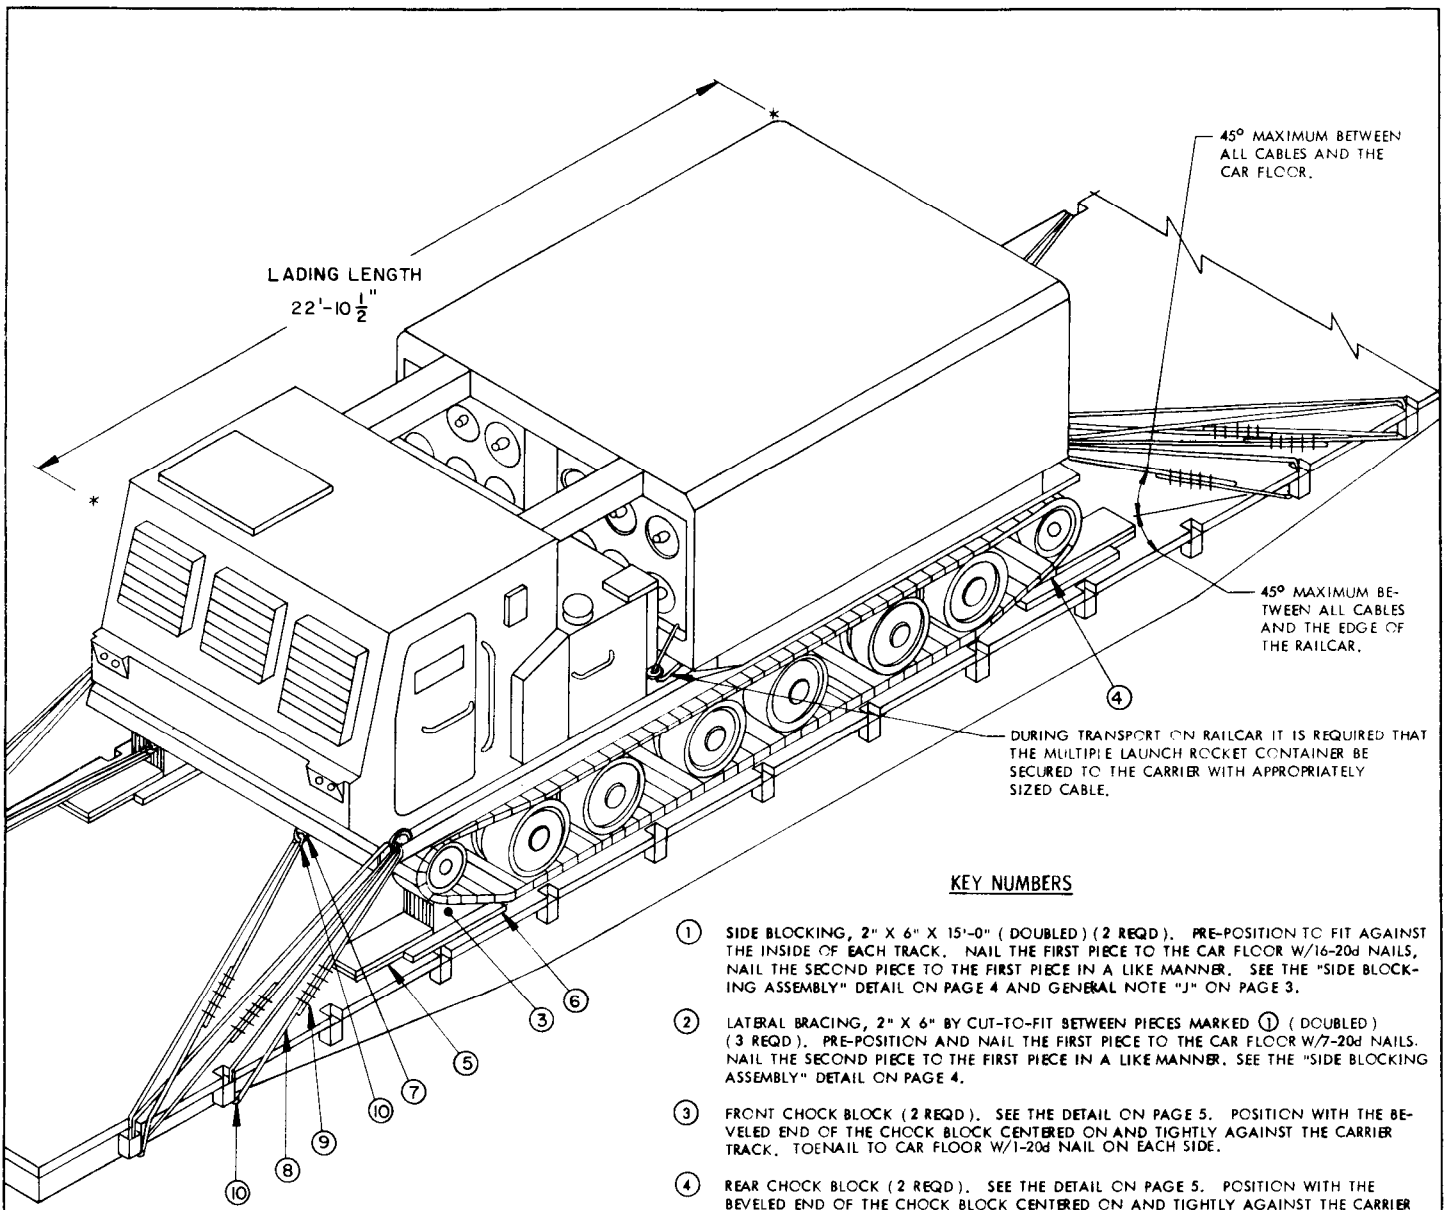 45° MAXIMUM BETWEEN
ALL CABLES AND THE
CAR FLOOR.
LADING LENGTH
22'-10 1/2"
*
*
45° MAXIMUM BE-
TWEEN ALL CABLES
AND THE EDGE OF
THE RAILCAR.
4
DURING TRANSPORT ON RAILCAR IT IS REQUIRED THAT
THE MULTIPLE LAUNCH ROCKET CONTAINER BE
SECURED TO THE CARRIER WITH APPROPRIATELY
SIZED CABLE.
6
3
5
7
10
9
8
10
KEY NUMBERS
1 SIDE BLOCKING, 2" X 6" X 15'-0" (DOUBLED) (2 REQD). PRE-POSITION TO FIT AGAINST
THE INSIDE OF EACH TRACK. NAIL THE FIRST PIECE TO THE CAR FLOOR W/16-20d NAILS,
NAIL THE SECOND PIECE TO THE FIRST PIECE IN A LIKE MANNER. SEE THE "SIDE BLOCK-
ING ASSEMBLY" DETAIL ON PAGE 4 AND GENERAL NOTE "J" ON PAGE 3.
2 LATERAL BRACING, 2" X 6" BY CUT-TO-FIT BETWEEN PIECES MARKED 1 (DOUBLED)
(3 REQD). PRE-POSITION AND NAIL THE FIRST PIECE TO THE CAR FLOOR W/7-20d NAILS.
NAIL THE SECOND PIECE TO THE FIRST PIECE IN A LIKE MANNER. SEE THE "SIDE BLOCKING
ASSEMBLY" DETAIL ON PAGE 4.
3 FRONT CHOCK BLOCK (2 REQD). SEE THE DETAIL ON PAGE 5. POSITION WITH THE BE-
VELED END OF THE CHOCK BLOCK CENTERED ON AND TIGHTLY AGAINST THE CARRIER
TRACK. TOENAIL TO CAR FLOOR W/1-20d NAIL ON EACH SIDE.
4 REAR CHOCK BLOCK (2 REQD). SEE THE DETAIL ON PAGE 5. POSITION WITH THE
BEVELED END OF THE CHOCK BLOCK CENTERED ON AND TIGHTLY AGAINST THE CARRIER